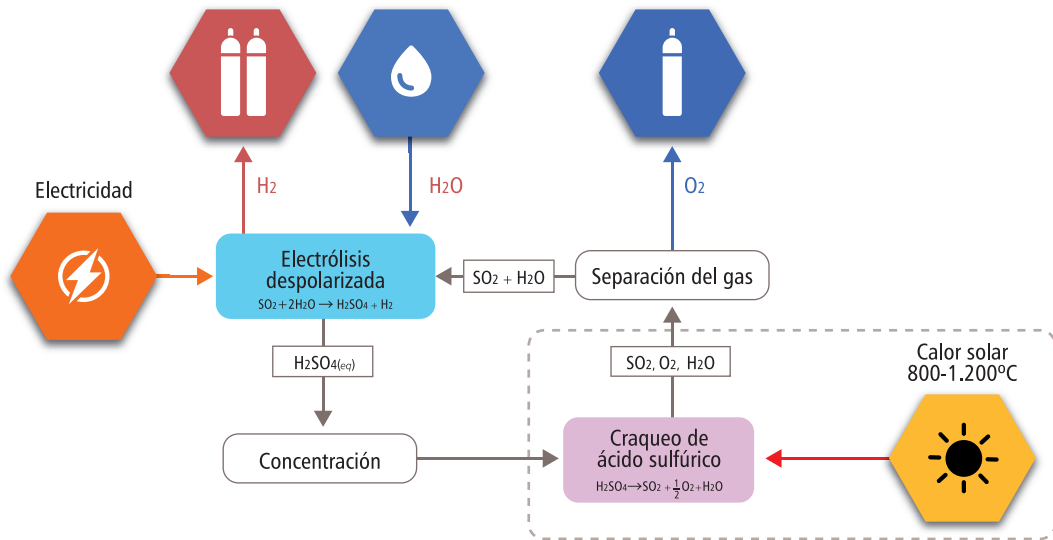 H2
H2O
O2
Electricidad
Electrólisis
despolarizada
SO2+2H2O → H2SO4 + H2
SO2 + H2O
Separación del gas
H2SO4(eq)
SO2, O2, H2O
Calor solar
800-1.200ºC
Concentración
Craqueo de
ácido sulfúrico
H2SO4→SO2 + 1/2 O2+H2O